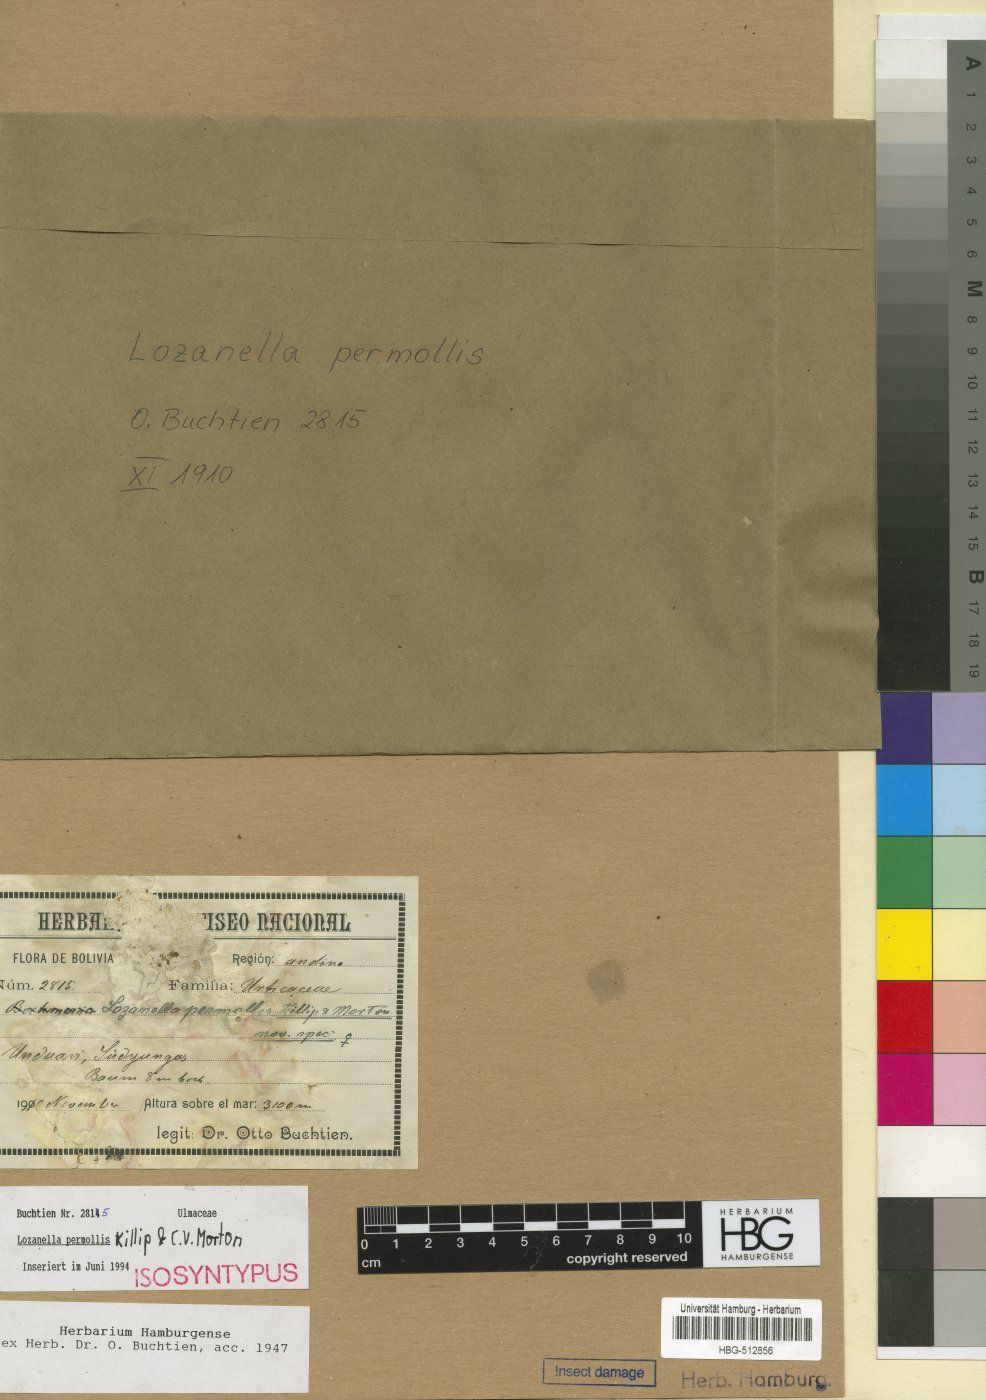 A
1
2
3
4
5
6
M
8
9
10
11
12
13
14
15
B
17
18
19
Lozanella permollis
O. Buchtien 2815
XI 1910
NACIONAL
FLORA DE BOLIVIA Región: andina
Núm. 2815. Familia: Urticaceae
Boehmeria Lozanella permollis Killip & Morton
nov. spec. ♀
Unduavi, Südyungas
Baum 8 m hoch
November Altura sobre el mar: 3100 m
legit: Dr. Otto Buchtien.
Buchtien Nr. 2815 Ulmaceae
Lozanella permollis Killip & C.V. Morton
Inseriert im Juni 1994 ISOSYNTYPUS
Herbarium Hamburgense
ex Herb. Dr. O. Buchtien, acc. 1947
0 1 2 3 4 5 6 7 8 9 10
cm copyright reserved
HERBARIUM
HBG
HAMBURGENSE
Universität Hamburg - Herbarium
HBG-512856
Insect damage
Herb. Hamburg.